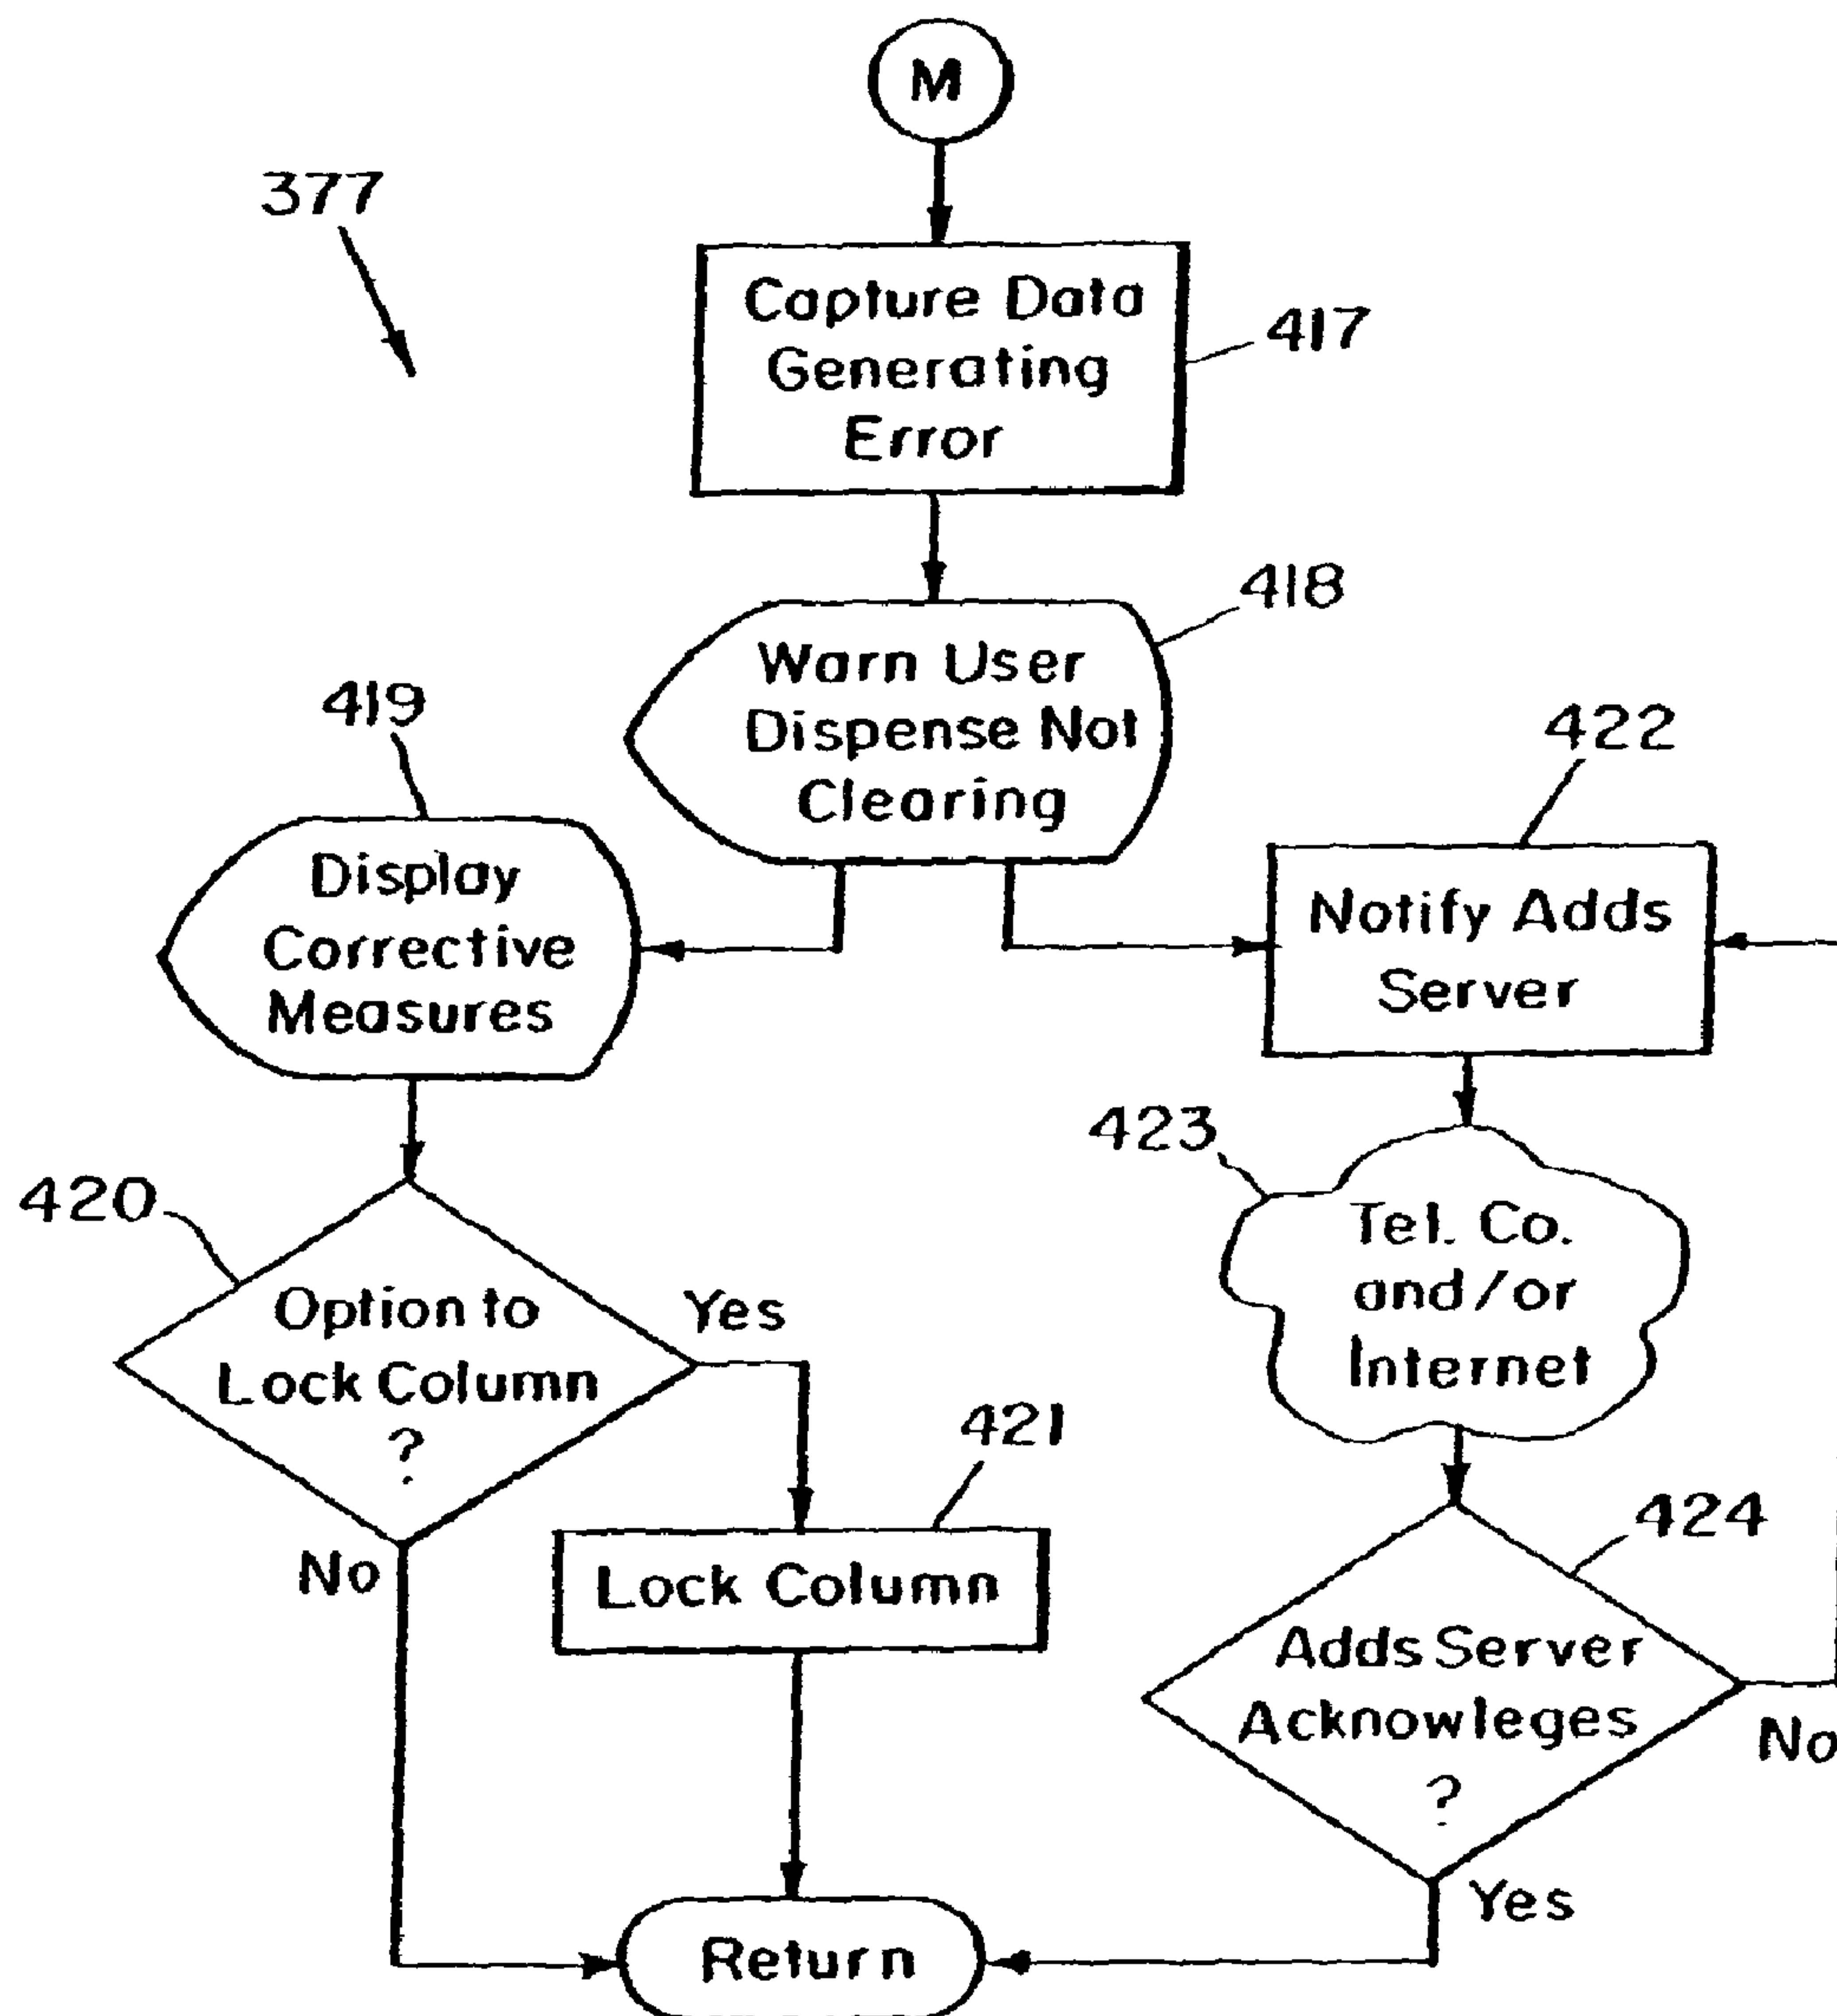 M
377
Capture Data
Generating
Error
417
418
Warn User
Dispense Not
Clearing
419
Display
Corrective
Measures
422
Notify Adds
Server
423
Tel. Co.
and/or
Internet
420
Option to
Lock Column
?
Yes
No
421
Lock Column
424
Adds Server
Acknowleges
?
No
Yes
Return